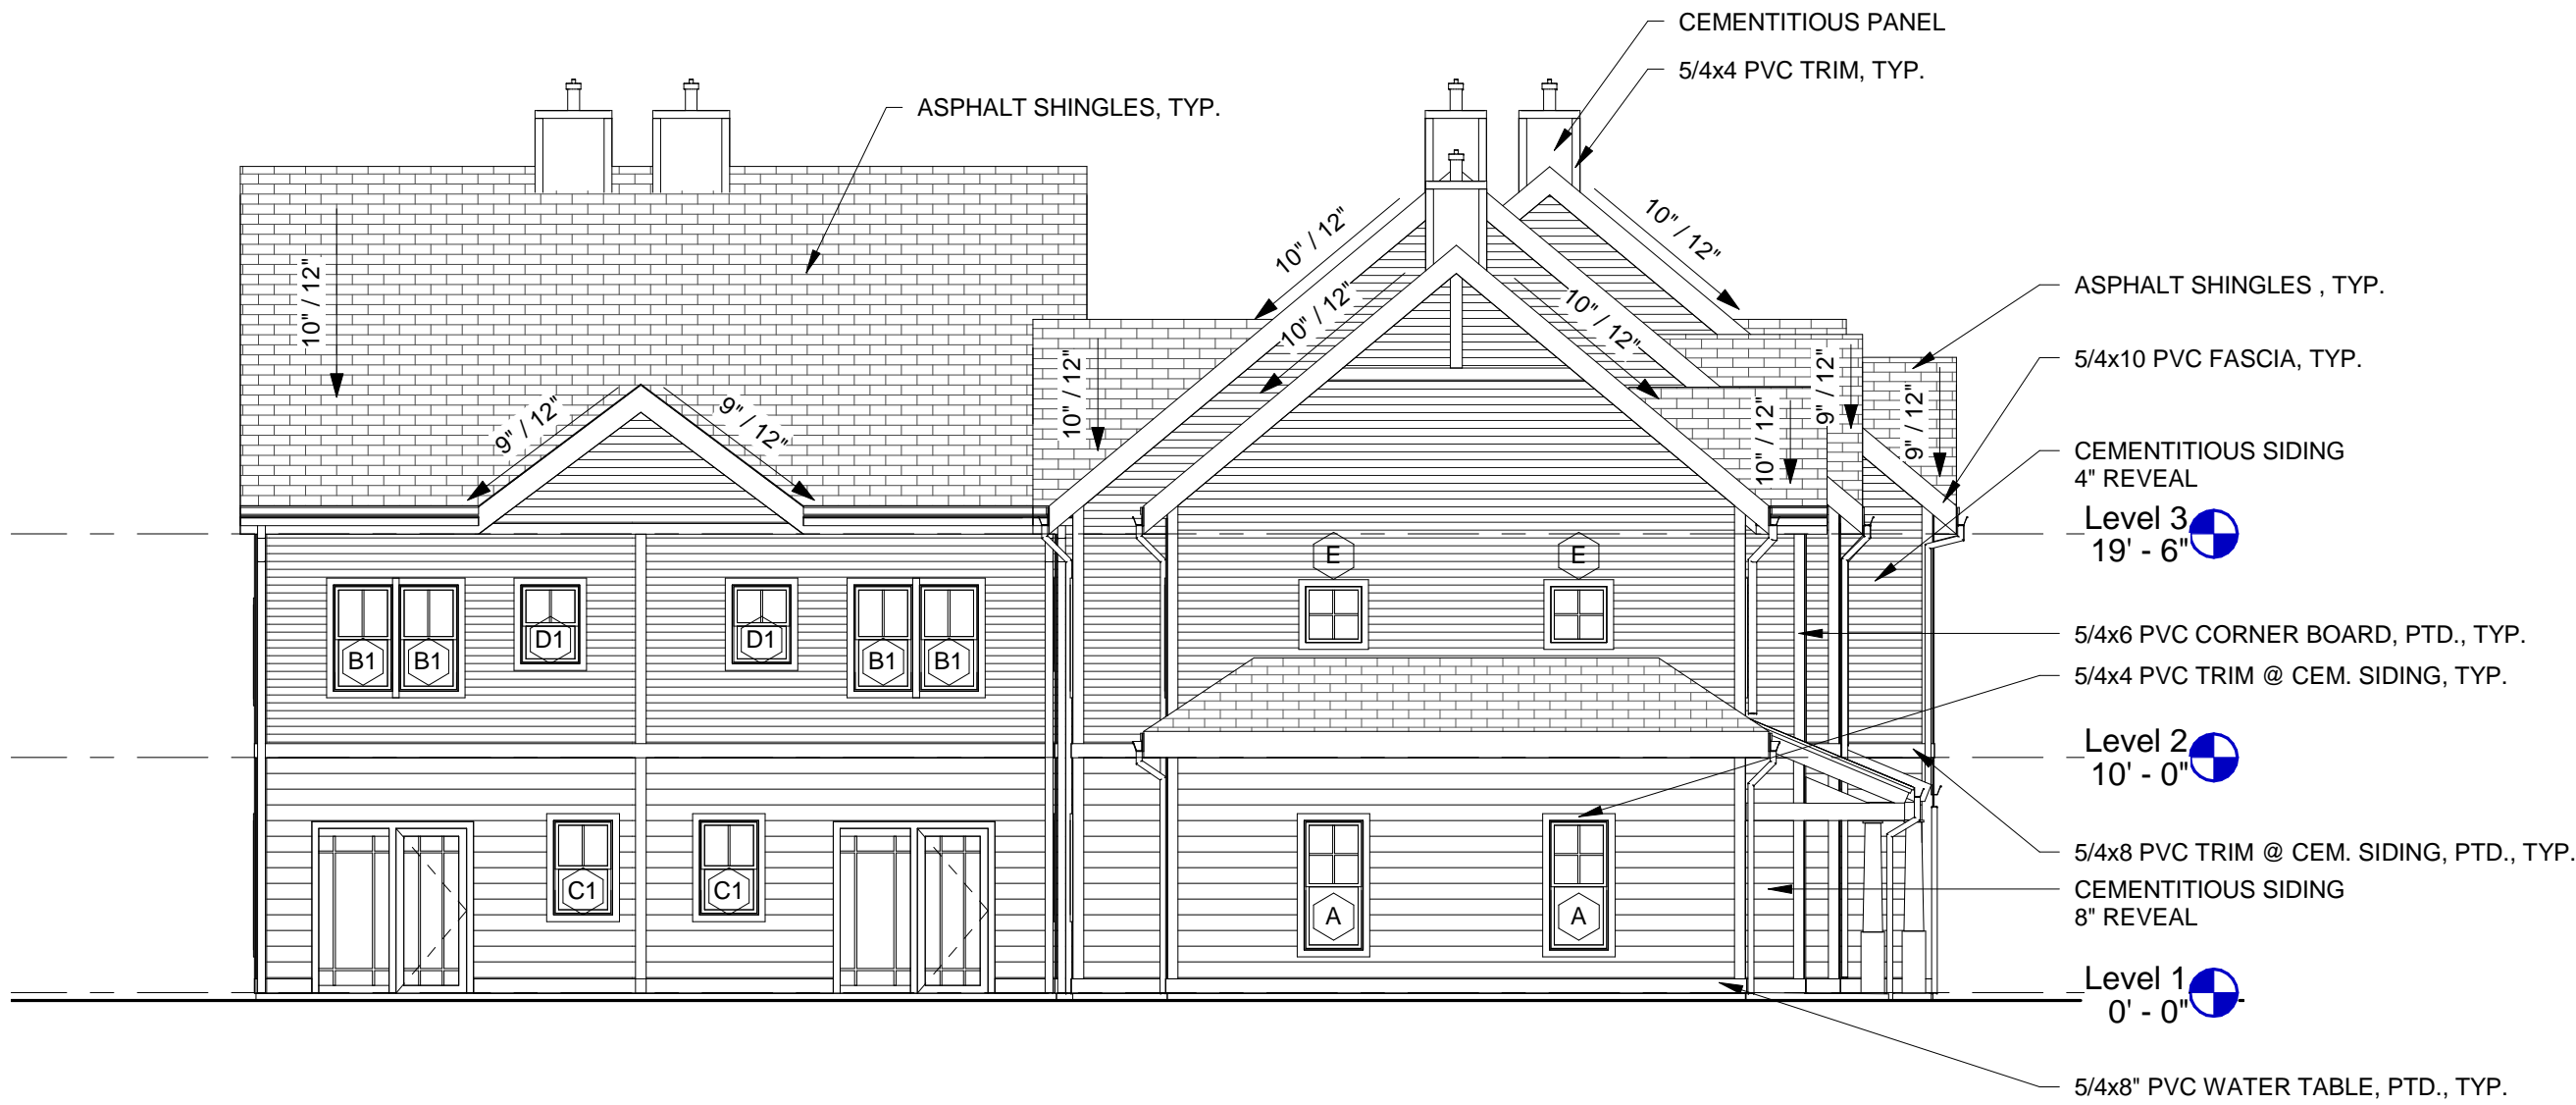 CEMENTITIOUS PANEL
5/4x4 PVC TRIM, TYP.
ASPHALT SHINGLES, TYP.
10" / 12"
10" / 12"
10" / 12"
10" / 12"
10" / 12"
9" / 12"
9" / 12"
10" / 12"
10" / 12"
9" / 12"
9" / 12"
ASPHALT SHINGLES , TYP.
5/4x10 PVC FASCIA, TYP.
CEMENTITIOUS SIDING
4" REVEAL
Level 3
19' - 6"
E
E
B1
B1
D1
D1
B1
B1
5/4x6 PVC CORNER BOARD, PTD., TYP.
5/4x4 PVC TRIM @ CEM. SIDING, TYP.
Level 2
10' - 0"
5/4x8 PVC TRIM @ CEM. SIDING, PTD., TYP.
CEMENTITIOUS SIDING
8" REVEAL
C1
C1
A
A
Level 1
0' - 0"
5/4x8" PVC WATER TABLE, PTD., TYP.